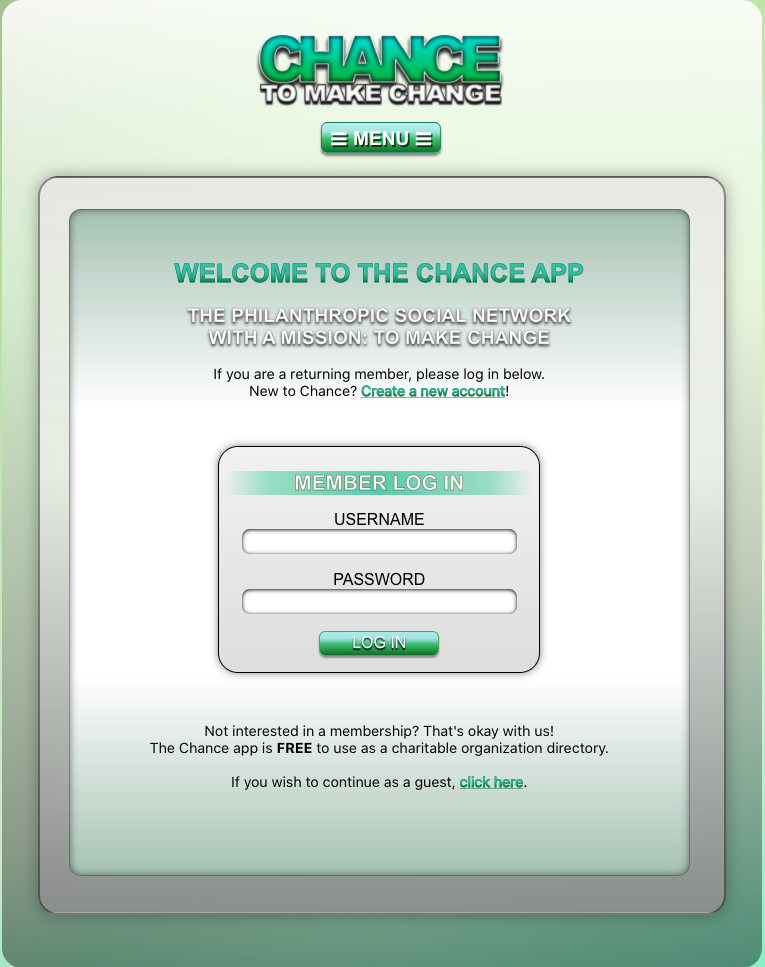 CHANCE
TO MAKE CHANGE
MENU
WELCOME TO THE CHANCE APP
THE PHILANTHROPIC SOCIAL NETWORK
WITH A MISSION: TO MAKE CHANGE
If you are a returning member, please log in below.
New to Chance? Create a new account!
MEMBER LOG IN
USERNAME
PASSWORD
LOG IN
Not interested in a membership? That's okay with us!
The Chance app is FREE to use as a charitable organization directory.
If you wish to continue as a guest, click here.